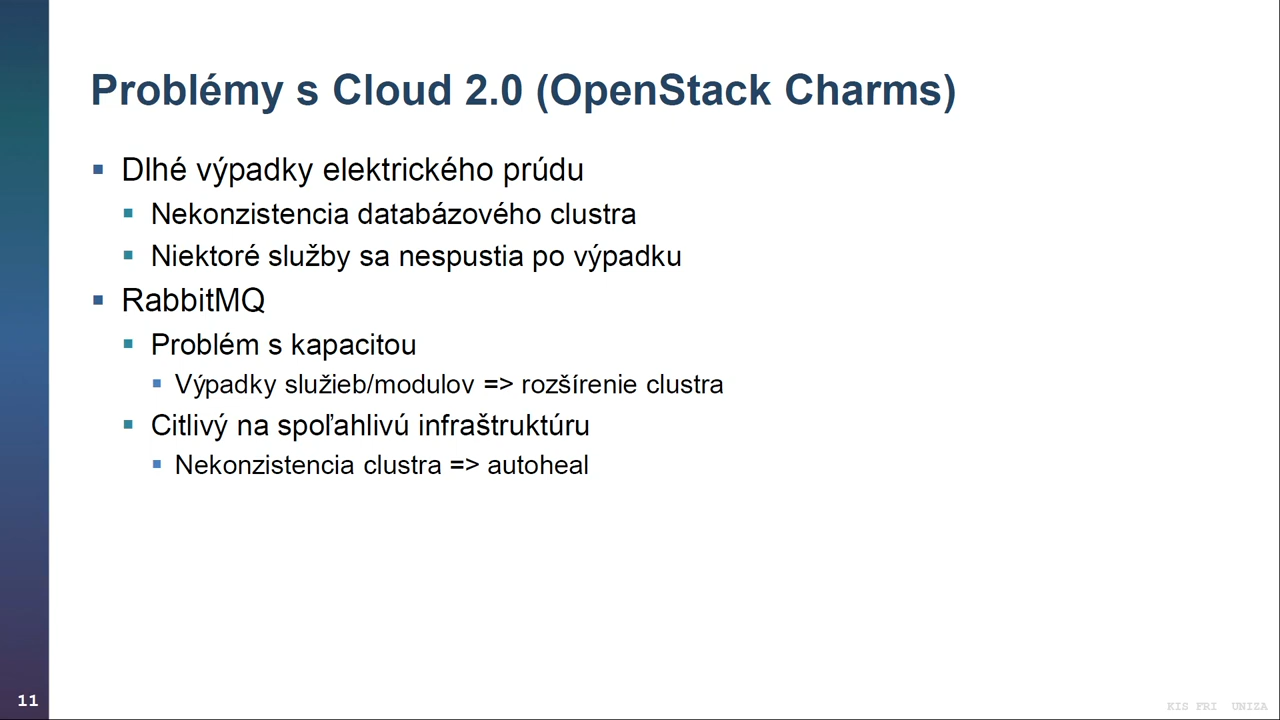 Problémy s Cloud 2.0 (OpenStack Charms)
Dlhé výpadky elektrického prúdu
Nekonzistencia databázového clustra
Niektoré služby sa nespustia po výpadku
RabbitMQ
Problém s kapacitou
Výpadky služieb/modulov => rozšírenie clustra
Citlivý na spoľahlivú infraštruktúru
Nekonzistencia clustra => autoheal
11
KIS FRI UNIZA